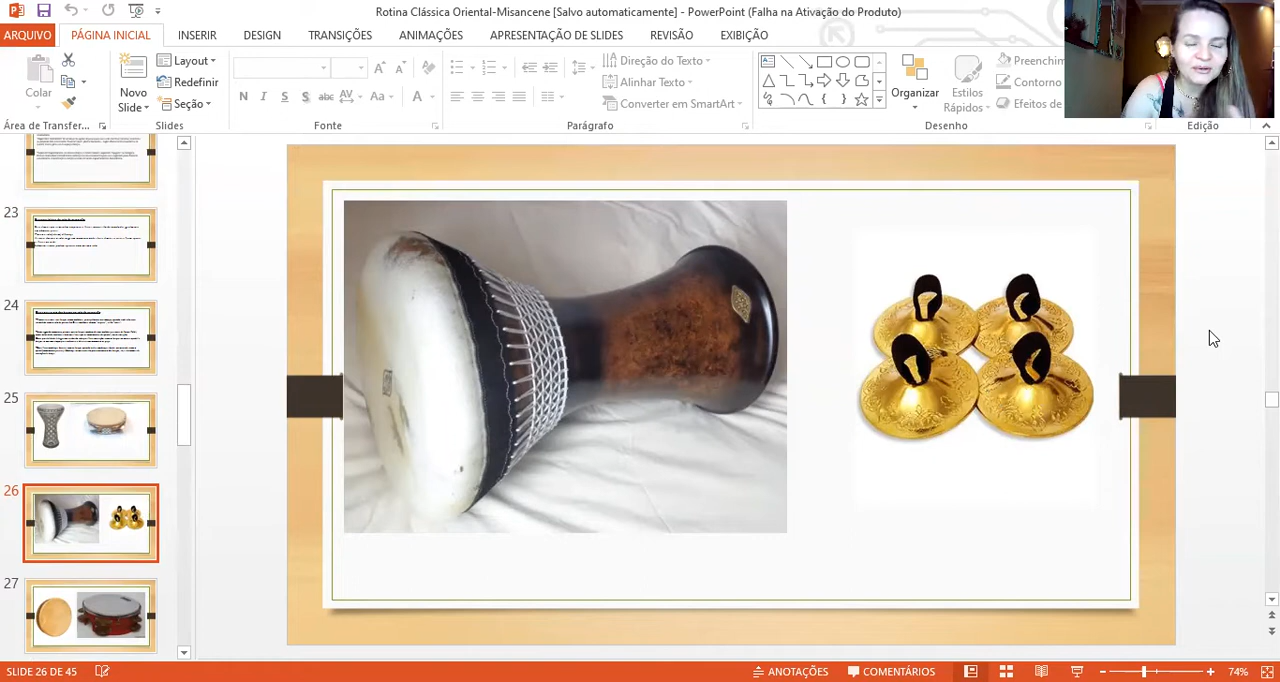 Rotina Clássica Oriental-Misancene [Salvo automaticamente] - PowerPoint (Falha na Ativação do Produto)
ARQUIVO PÁGINA INICIAL INSERIR DESIGN TRANSIÇÕES ANIMAÇÕES APRESENTAÇÃO DE SLIDES REVISÃO EXIBIÇÃO
Colar
Novo
Slide
Layout
Redefinir
Seção
N I S S abc AV Aa A
Direção do Texto
Alinhar Texto
Converter em SmartArt
Organizar
Estilos
Rápidos
Preenchim
Contorno
Efeitos de
Área de Transfer... Slides Fonte Parágrafo Desenho Edição
23
24
25
26
27
SLIDE 26 DE 45 ANOTAÇÕES COMENTÁRIOS 74%